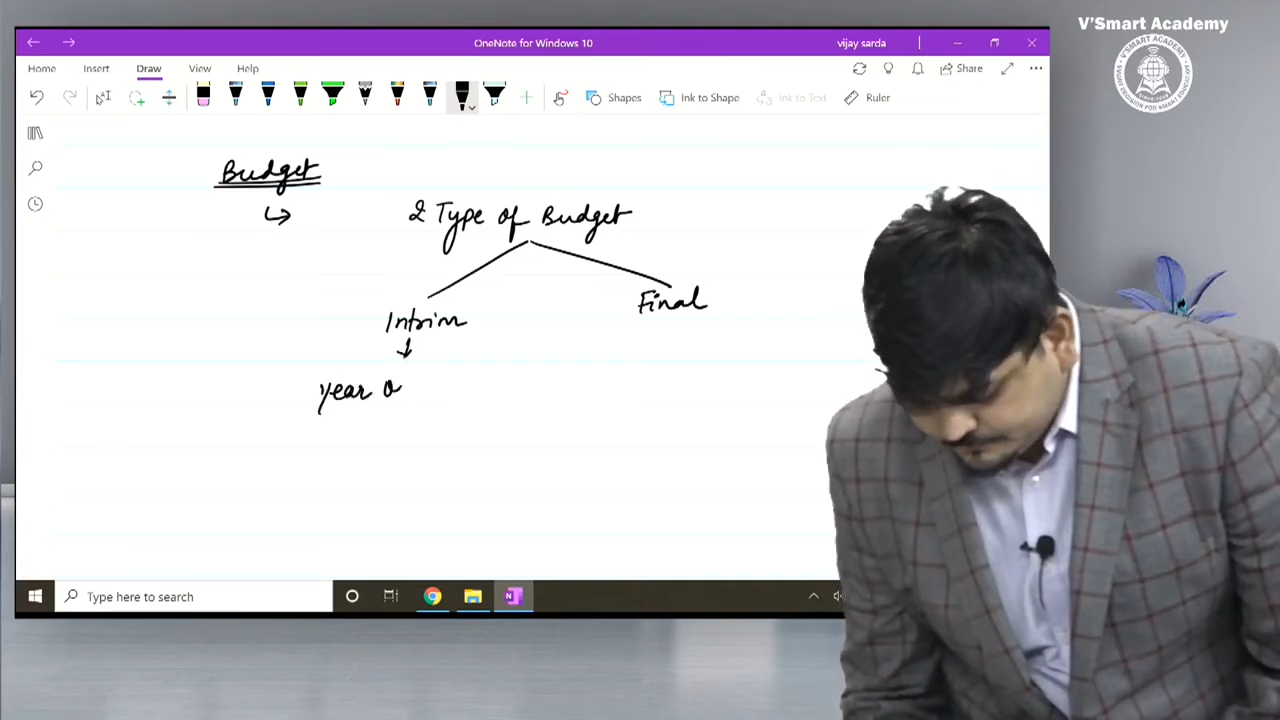 V'Smart Academy
OneNote for Windows 10
vijay sarda
Home Insert Draw View Help
Share
Shapes Ink to Shape Ink to Text Ruler
Budget
2 Type of Budget
Intrim
Final
year o
Type here to search